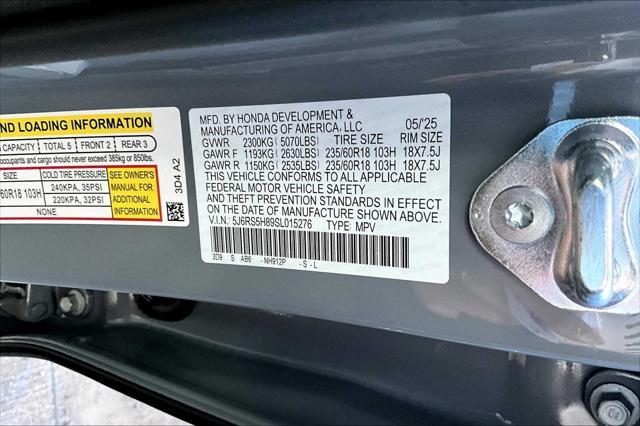 ND LOADING INFORMATION
CAPACITY TOTAL 5 FRONT 2 REAR 3
occupants and cargo should never exceed 385kg or 850lbs.
SIZE COLD TIRE PRESSURE SEE OWNER'S MANUAL FOR ADDITIONAL INFORMATION
60R18 103H 240KPA, 35PSI
220KPA, 32PSI
NONE
3D4 A2
MFD. BY HONDA DEVELOPMENT &
MANUFACTURING OF AMERICA, LLC 05/'25
GVWR 2300KG( 5070LBS) TIRE SIZE RIM SIZE
GAWR F 1193KG( 2630LBS) 235/60R18 103H 18X7.5J
GAWR R 1150KG( 2535LBS) 235/60R18 103H 18X7.5J
THIS VEHICLE CONFORMS TO ALL APPLICABLE
FEDERAL MOTOR VEHICLE SAFETY
AND THEFT PREVENTION STANDARDS IN EFFECT
ON THE DATE OF MANUFACTURE SHOWN ABOVE.
V.I.N.: 5J6RS5H89SL015276 TYPE: MPV
3D9 S AB6 -NH912P -S-L